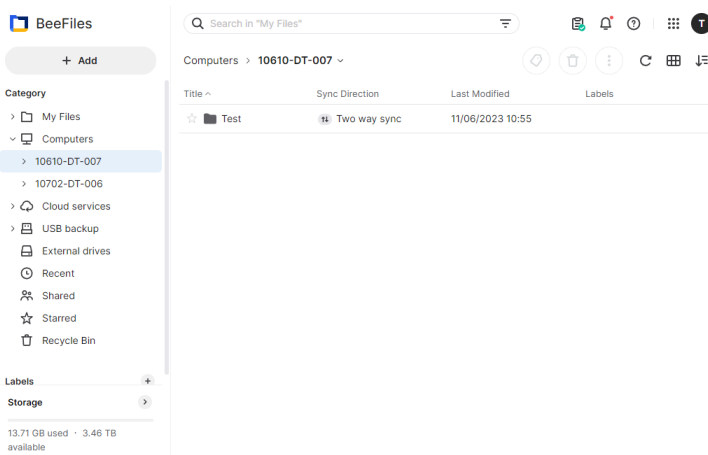 BeeFiles
Search in "My Files"
T
+ Add
Computers > 10610-DT-007
Category
Title Sync Direction Last Modified Labels
My Files
Test Two way sync 11/06/2023 10:55
Computers
10610-DT-007
10702-DT-006
Cloud services
USB backup
External drives
Recent
Shared
Starred
Recycle Bin
Labels +
Storage
13.71 GB used · 3.46 TB
available